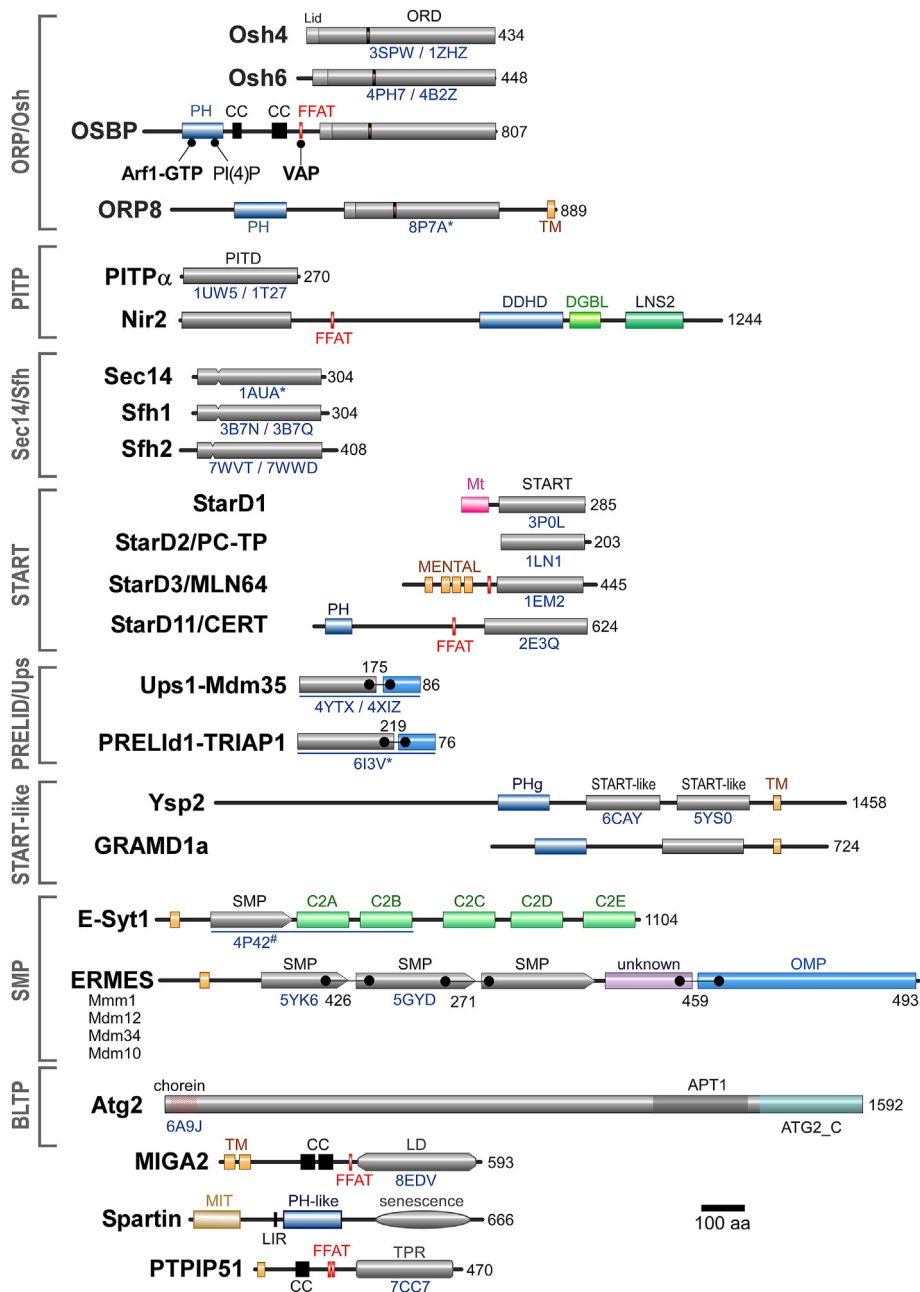 ORP/Osh
Lid ORD
Osh4 434
3SPW / 1ZHZ
Osh6 448
4PH7 / 4B2Z
PH CC CC FFAT
OSBP 807
Arf1-GTP PI(4)P VAP
ORP8 889
PH 8P7A* TM
PITP
PITD
PITPα 270
1UW5 / 1T27
DDHD DGBL LNS2
Nir2 1244
FFAT
Sec14/Sfh
Sec14 304
1AUA*
Sfh1 304
3B7N / 3B7Q
Sfh2 408
7WVT / 7WWD
START
Mt START
StarD1 285
3P0L
StarD2/PC-TP 203
1LN1
MENTAL
StarD3/MLN64 445
1EM2
PH
StarD11/CERT 624
FFAT 2E3Q
PRELID/Ups
175
Ups1-Mdm35 86
4YTX / 4XIZ
219
PRELId1-TRIAP1 76
6I3V*
START-like
PHg START-like START-like TM
Ysp2 1458
6CAY 5YS0
GRAMD1a 724
SMP
SMP C2A C2B C2C C2D C2E
E-Syt1 1104
4P42#
SMP SMP SMP unknown OMP
ERMES
5YK6 426 5GYD 271 459 493
Mmm1
Mdm12
Mdm34
Mdm10
BLTP
chorein APT1
Atg2 1592
6A9J ATG2_C
TM CC LD
MIGA2 593
FFAT 8EDV
MIT PH-like senescence
Spartin 666
LIR
100 aa
FFAT TPR
PTPIP51 470
CC 7CC7